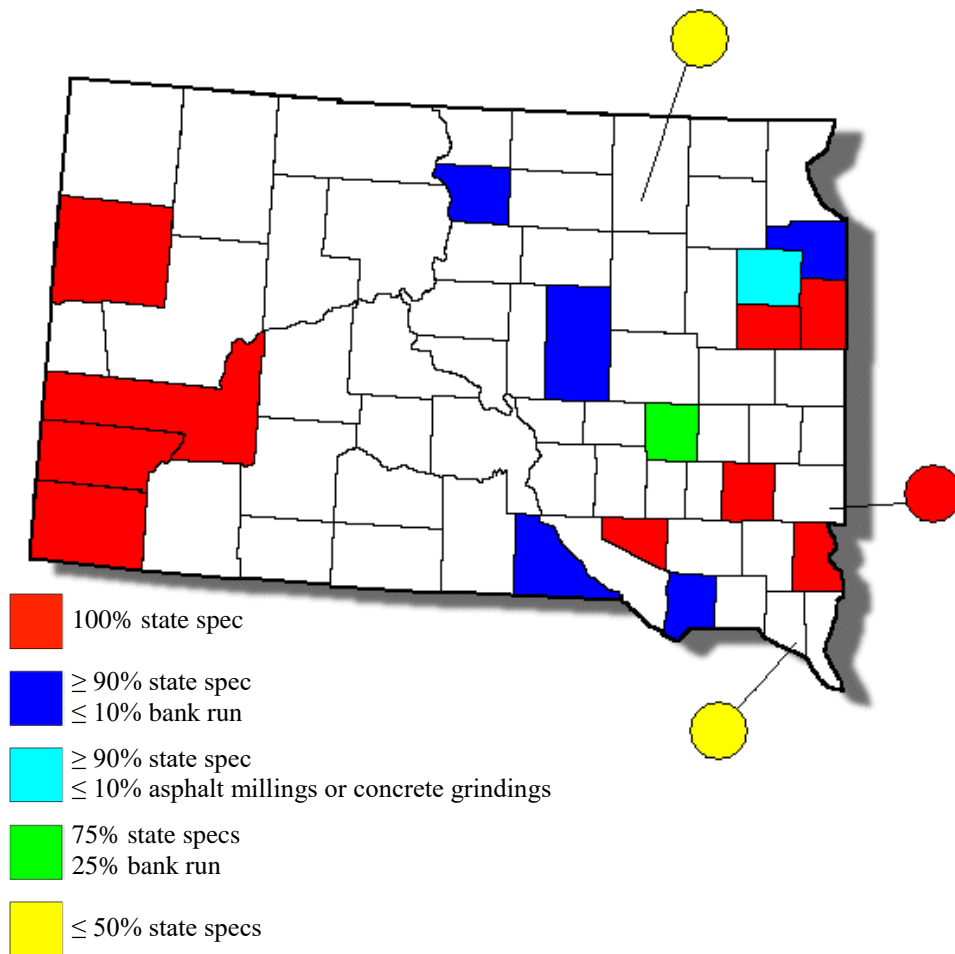 100% state spec
≥ 90% state spec
≤ 10% bank run
≥ 90% state spec
≤ 10% asphalt millings or concrete grindings
75% state specs
25% bank run
≤ 50% state specs